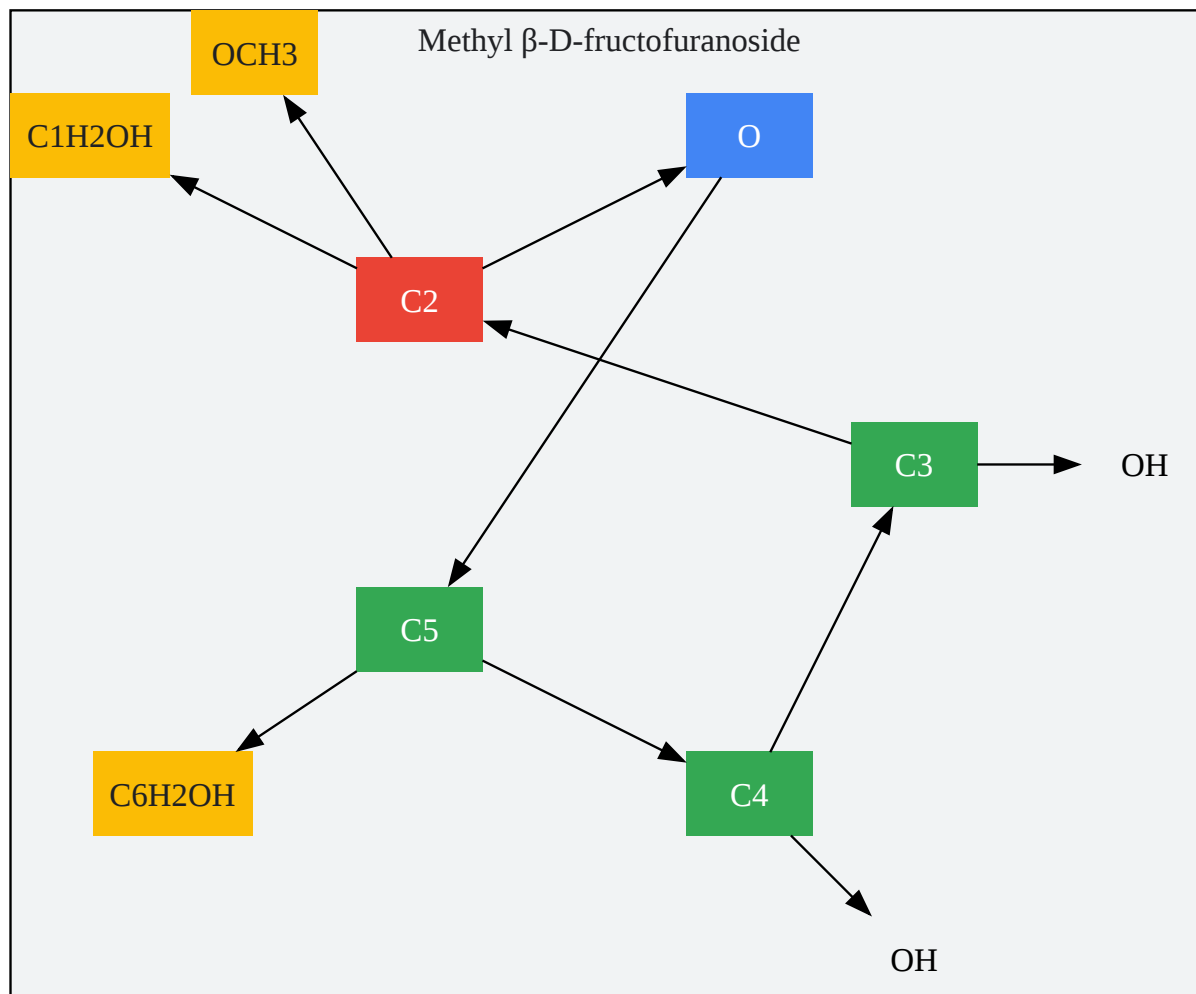 Methyl β-D-fructofuranoside
OCH3
C1H2OH
O
C2
C3
OH
C5
C6H2OH
C4
OH